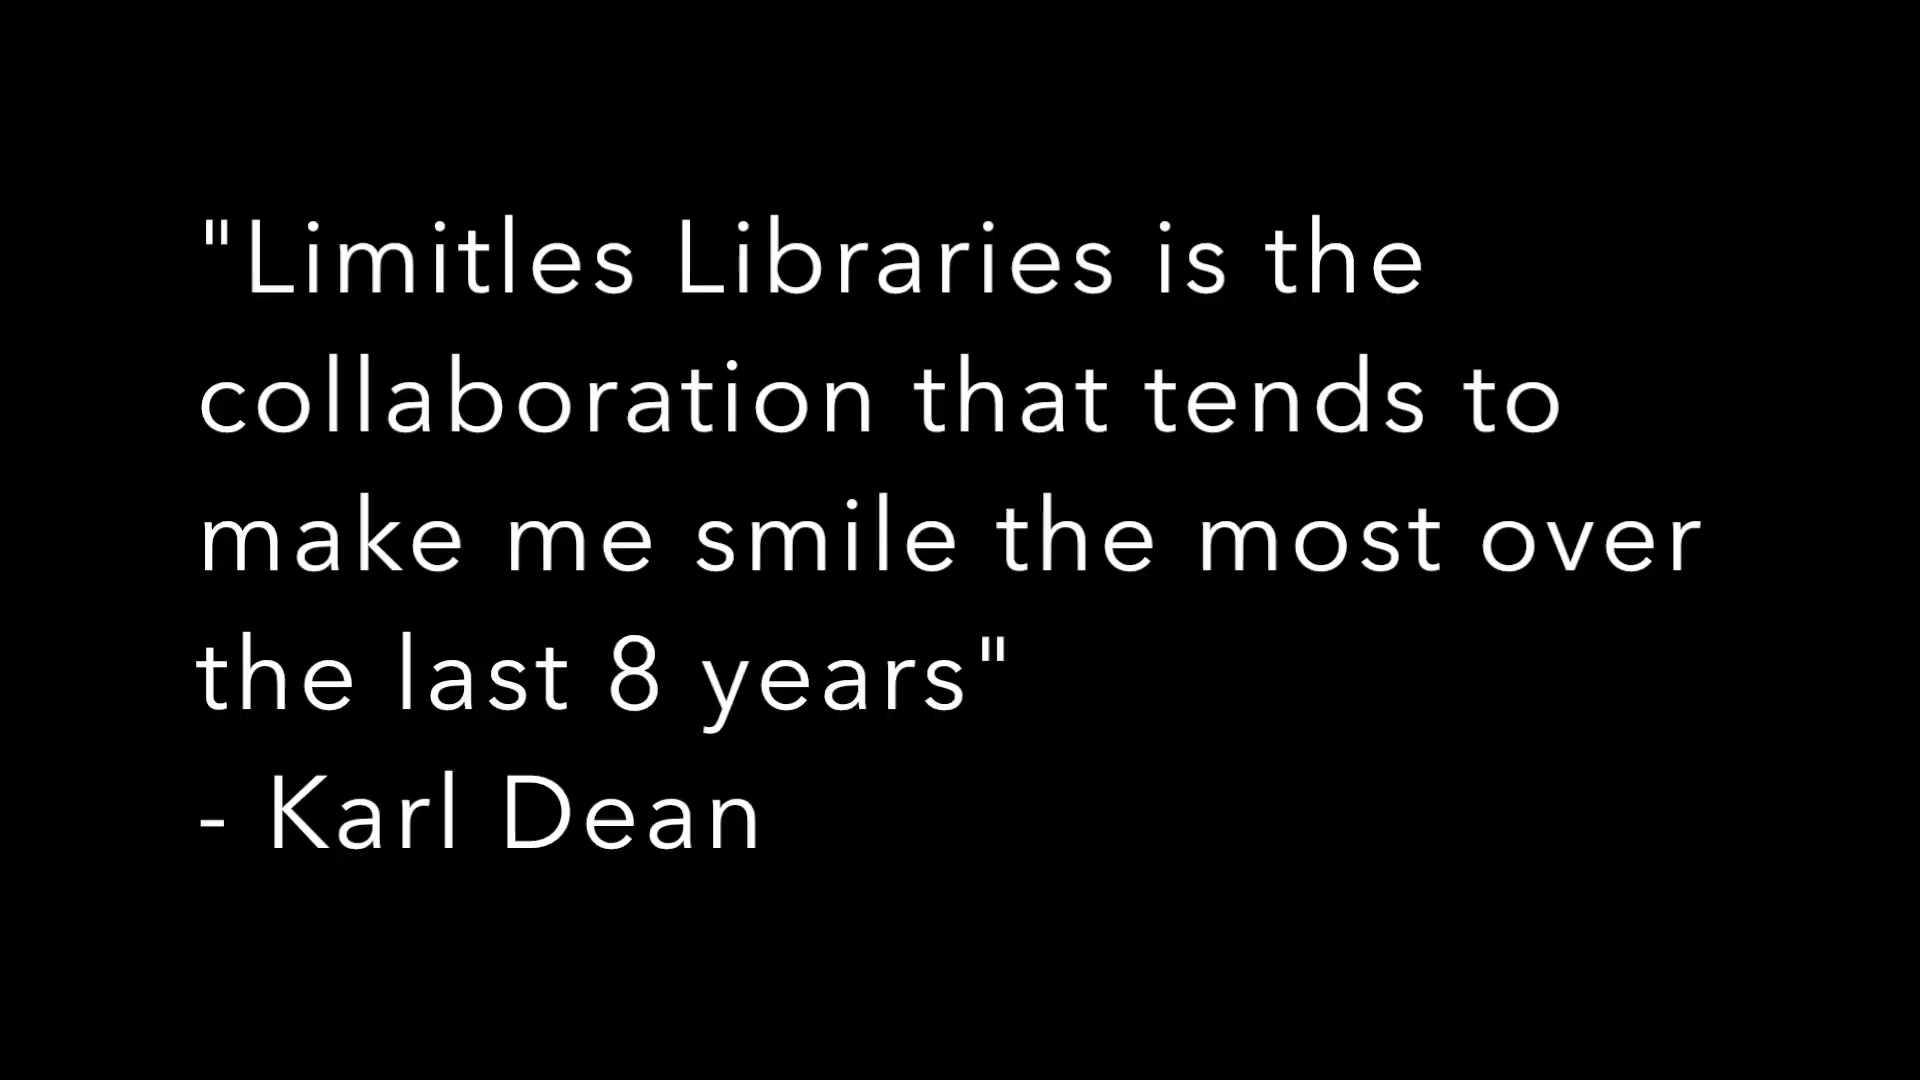 "Limitles Libraries is the
collaboration that tends to
make me smile the most over
the last 8 years"
- Karl Dean